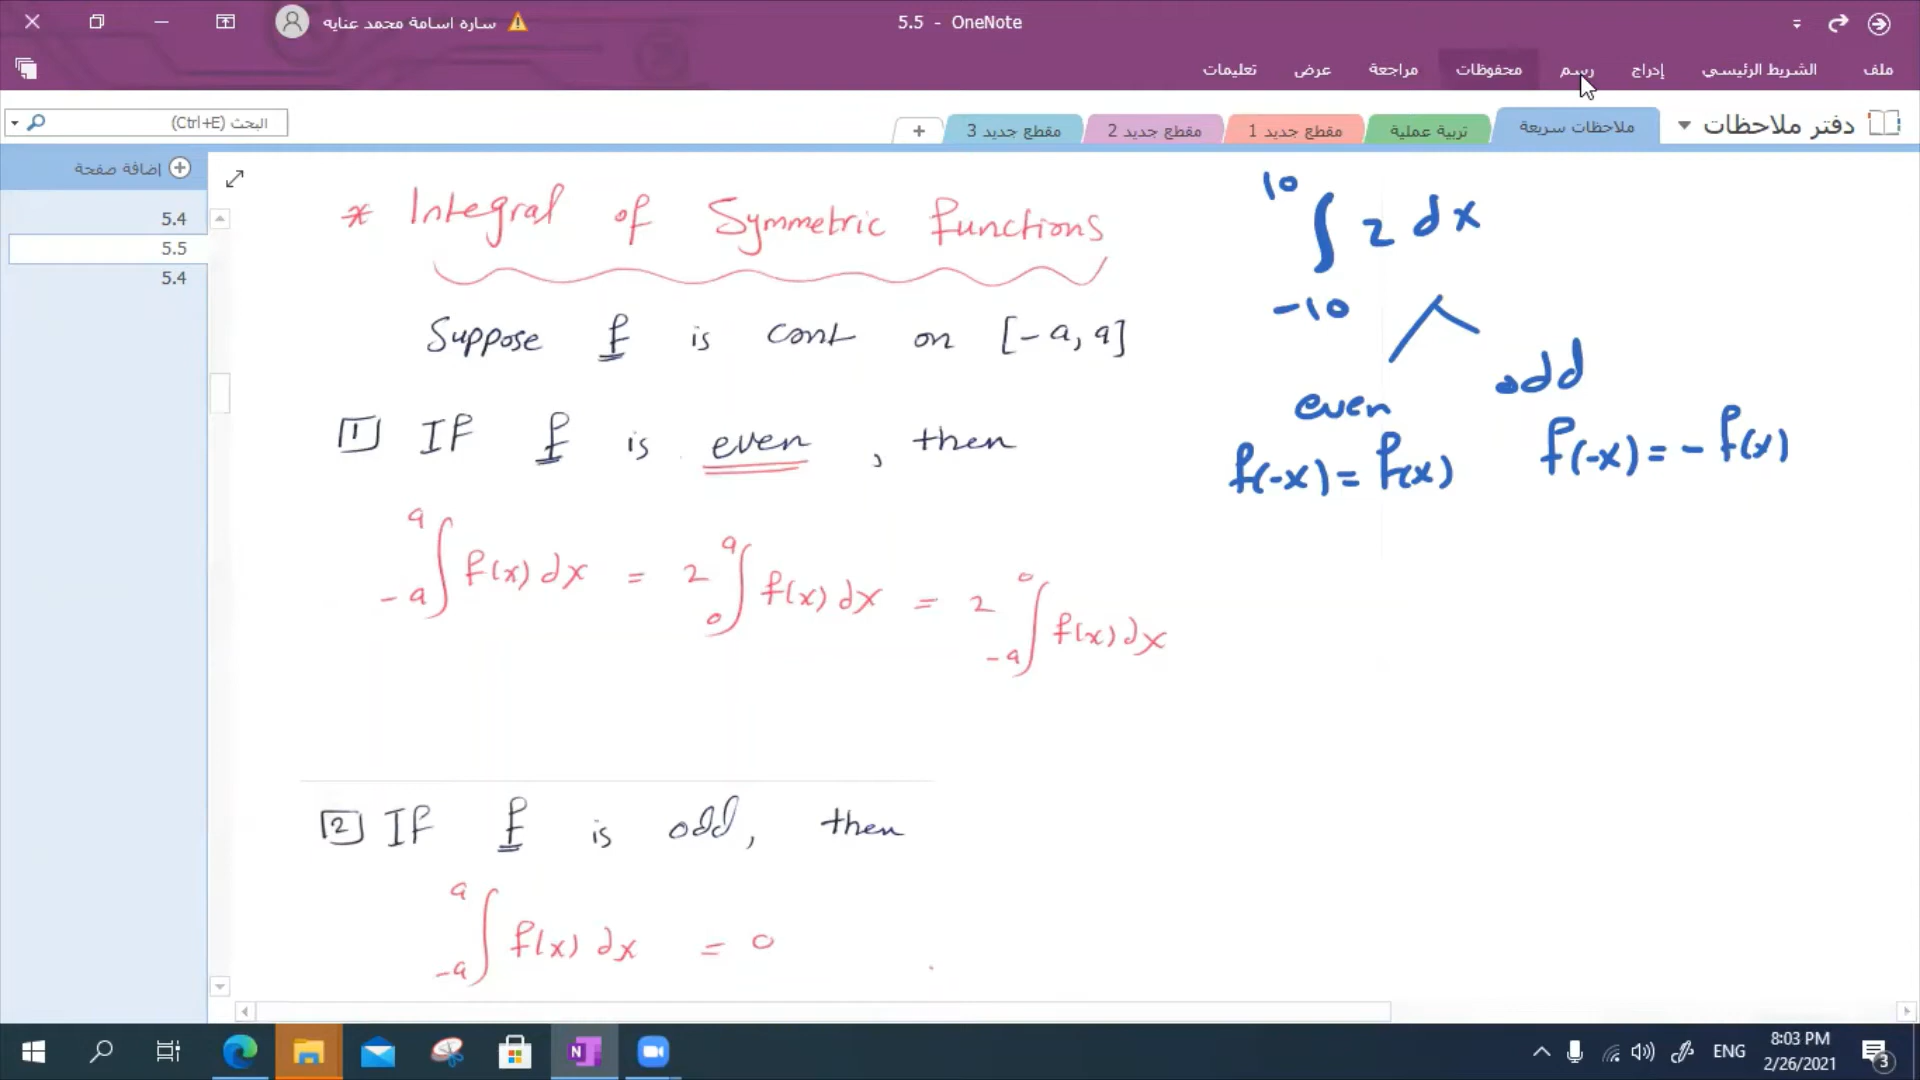 ساره اسامة محمد عنايه
5.5 - OneNote
ملف الشريط الرئيسي إدراج رسم محفوظات مراجعة عرض تعليمات
دفتر ملاحظات
ملاحظات سريعة
تربية عملية
مقطع جديد 1
مقطع جديد 2
مقطع جديد 3
+
البحث (Ctrl+E)
إضافة صفحة
5.4
5.5
5.4
* Integral of Symmetric functions
Suppose f is cont on [-a, a]
[1] If f is even, then
∫_{-a}^{a} f(x) dx = 2 ∫_{0}^{a} f(x) dx = 2 ∫_{-a}^{0} f(x) dx
[2] If f is odd, then
∫_{-a}^{a} f(x) dx = 0
∫_{-10}^{10} 2 dx
even odd
f(-x) = f(x) f(-x) = - f(x)
ENG
8:03 PM
2/26/2021
3